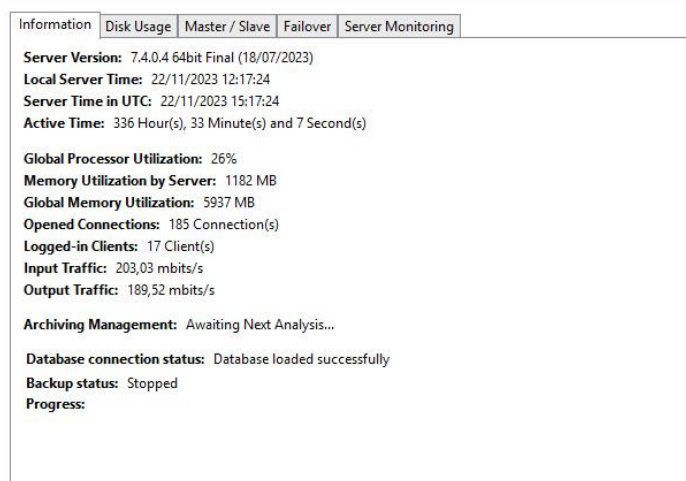 Information Disk Usage Master / Slave Failover Server Monitoring
Server Version: 7.4.0.4 64bit Final (18/07/2023)
Local Server Time: 22/11/2023 12:17:24
Server Time in UTC: 22/11/2023 15:17:24
Active Time: 336 Hour(s), 33 Minute(s) and 7 Second(s)
Global Processor Utilization: 26%
Memory Utilization by Server: 1182 MB
Global Memory Utilization: 5937 MB
Opened Connections: 185 Connection(s)
Logged-in Clients: 17 Client(s)
Input Traffic: 203,03 mbits/s
Output Traffic: 189,52 mbits/s
Archiving Management: Awaiting Next Analysis...
Database connection status: Database loaded successfully
Backup status: Stopped
Progress: